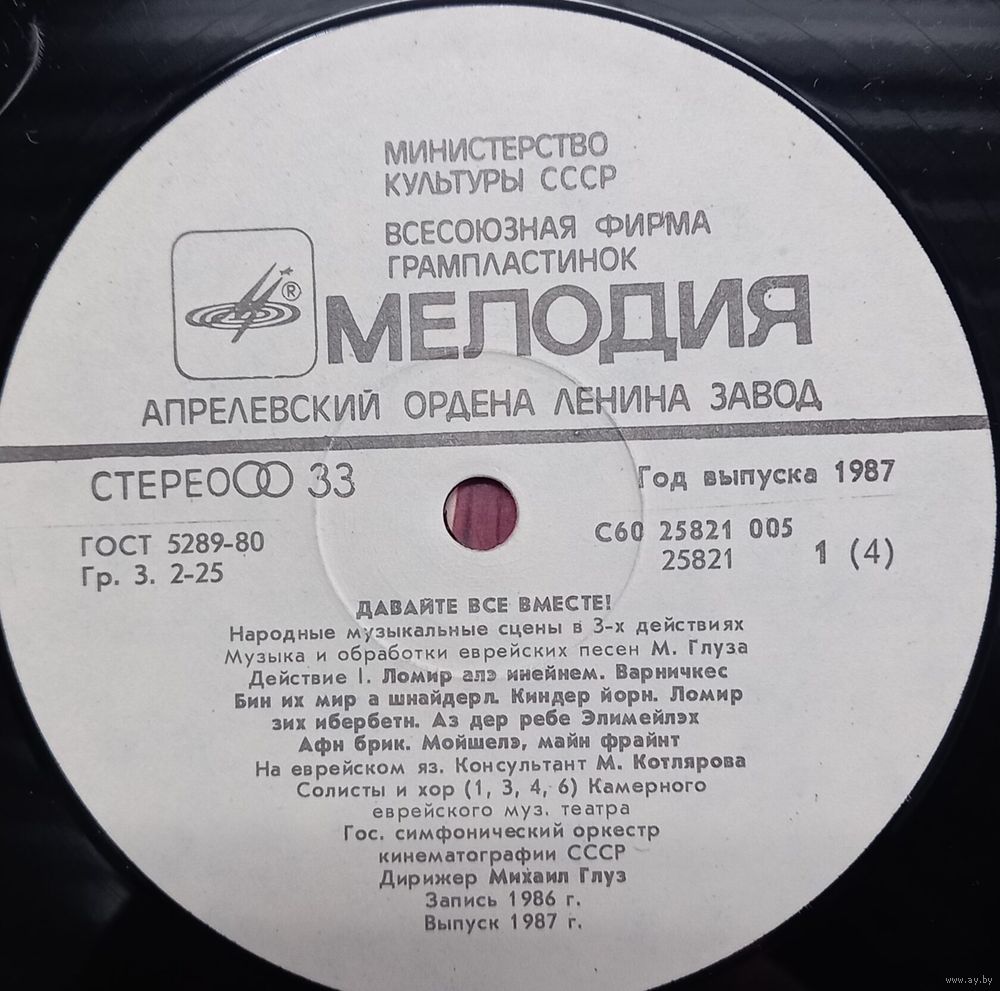 МИНИСТЕРСТВО
КУЛЬТУРЫ СССР
ВСЕСОЮЗНАЯ ФИРМА
ГРАМПЛАСТИНОК
®
МЕЛОДИЯ
АПРЕЛЕВСКИЙ ОРДЕНА ЛЕНИНА ЗАВОД
СТЕРЕО 33
Год выпуска 1987
ГОСТ 5289-80
Гр. 3. 2-25
С60 25821 005
25821
1 (4)
ДАВАЙТЕ ВСЕ ВМЕСТЕ!
Народные музыкальные сцены в 3-х действиях
Музыка и обработки еврейских песен М. Глуза
Действие I. Ломир алэ инейнем. Варничкес
Бин их мир а шнайдерл. Киндер йорн. Ломир
зих ибербетн. Аз дер ребе Элимейлэх
Афн брик. Мойшелэ, майн фрайнт
На еврейском яз. Консультант М. Котлярова
Солисты и хор (1, 3, 4, 6) Камерного
еврейского муз. театра
Гос. симфонический оркестр
кинематографии СССР
Дирижер Михаил Глуз
Запись 1986 г.
Выпуск 1987 г.
www.ay.by